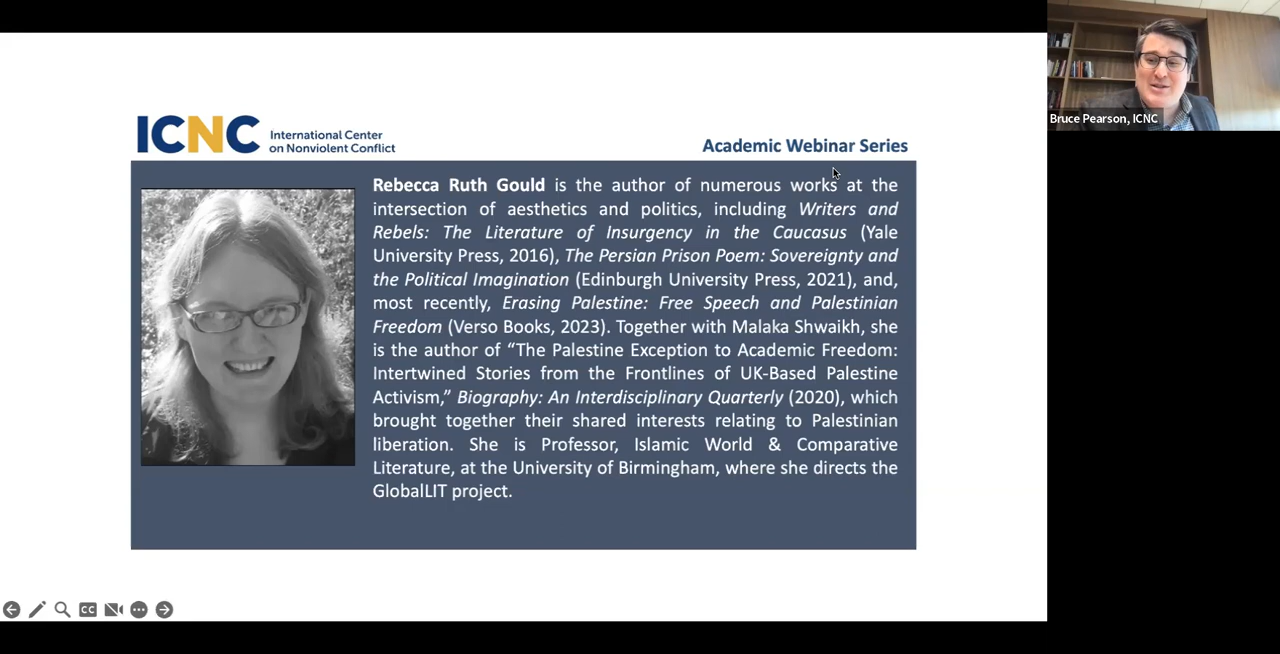 ICNC International Center
on Nonviolent Conflict
Academic Webinar Series
Rebecca Ruth Gould is the author of numerous works at the
intersection of aesthetics and politics, including Writers and
Rebels: The Literature of Insurgency in the Caucasus (Yale
University Press, 2016), The Persian Prison Poem: Sovereignty and
the Political Imagination (Edinburgh University Press, 2021), and,
most recently, Erasing Palestine: Free Speech and Palestinian
Freedom (Verso Books, 2023). Together with Malaka Shwaikh, she
is the author of “The Palestine Exception to Academic Freedom:
Intertwined Stories from the Frontlines of UK-Based Palestine
Activism,” Biography: An Interdisciplinary Quarterly (2020), which
brought together their shared interests relating to Palestinian
liberation. She is Professor, Islamic World & Comparative
Literature, at the University of Birmingham, where she directs the
GlobalLIT project.
Bruce Pearson, ICNC
CC